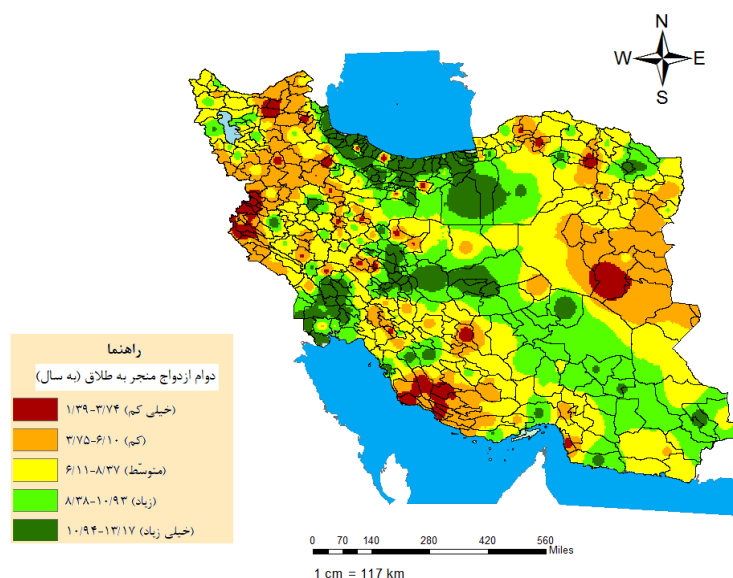 N
W E
S
راهنما
دوام ازدواج منجر به طلاق (به سال)
۱/۳۹-۳/۷۴ (خیلی کم)
۳/۷۵-۶/۱۰ (کم)
۶/۱۱-۸/۳۷ (متوسّط)
۸/۳۸-۱۰/۹۳ (زیاد)
۱۰/۹۴-۱۳/۱۷ (خیلی زیاد)
0 70 140 280 420 560
Miles
1 cm = 117 km